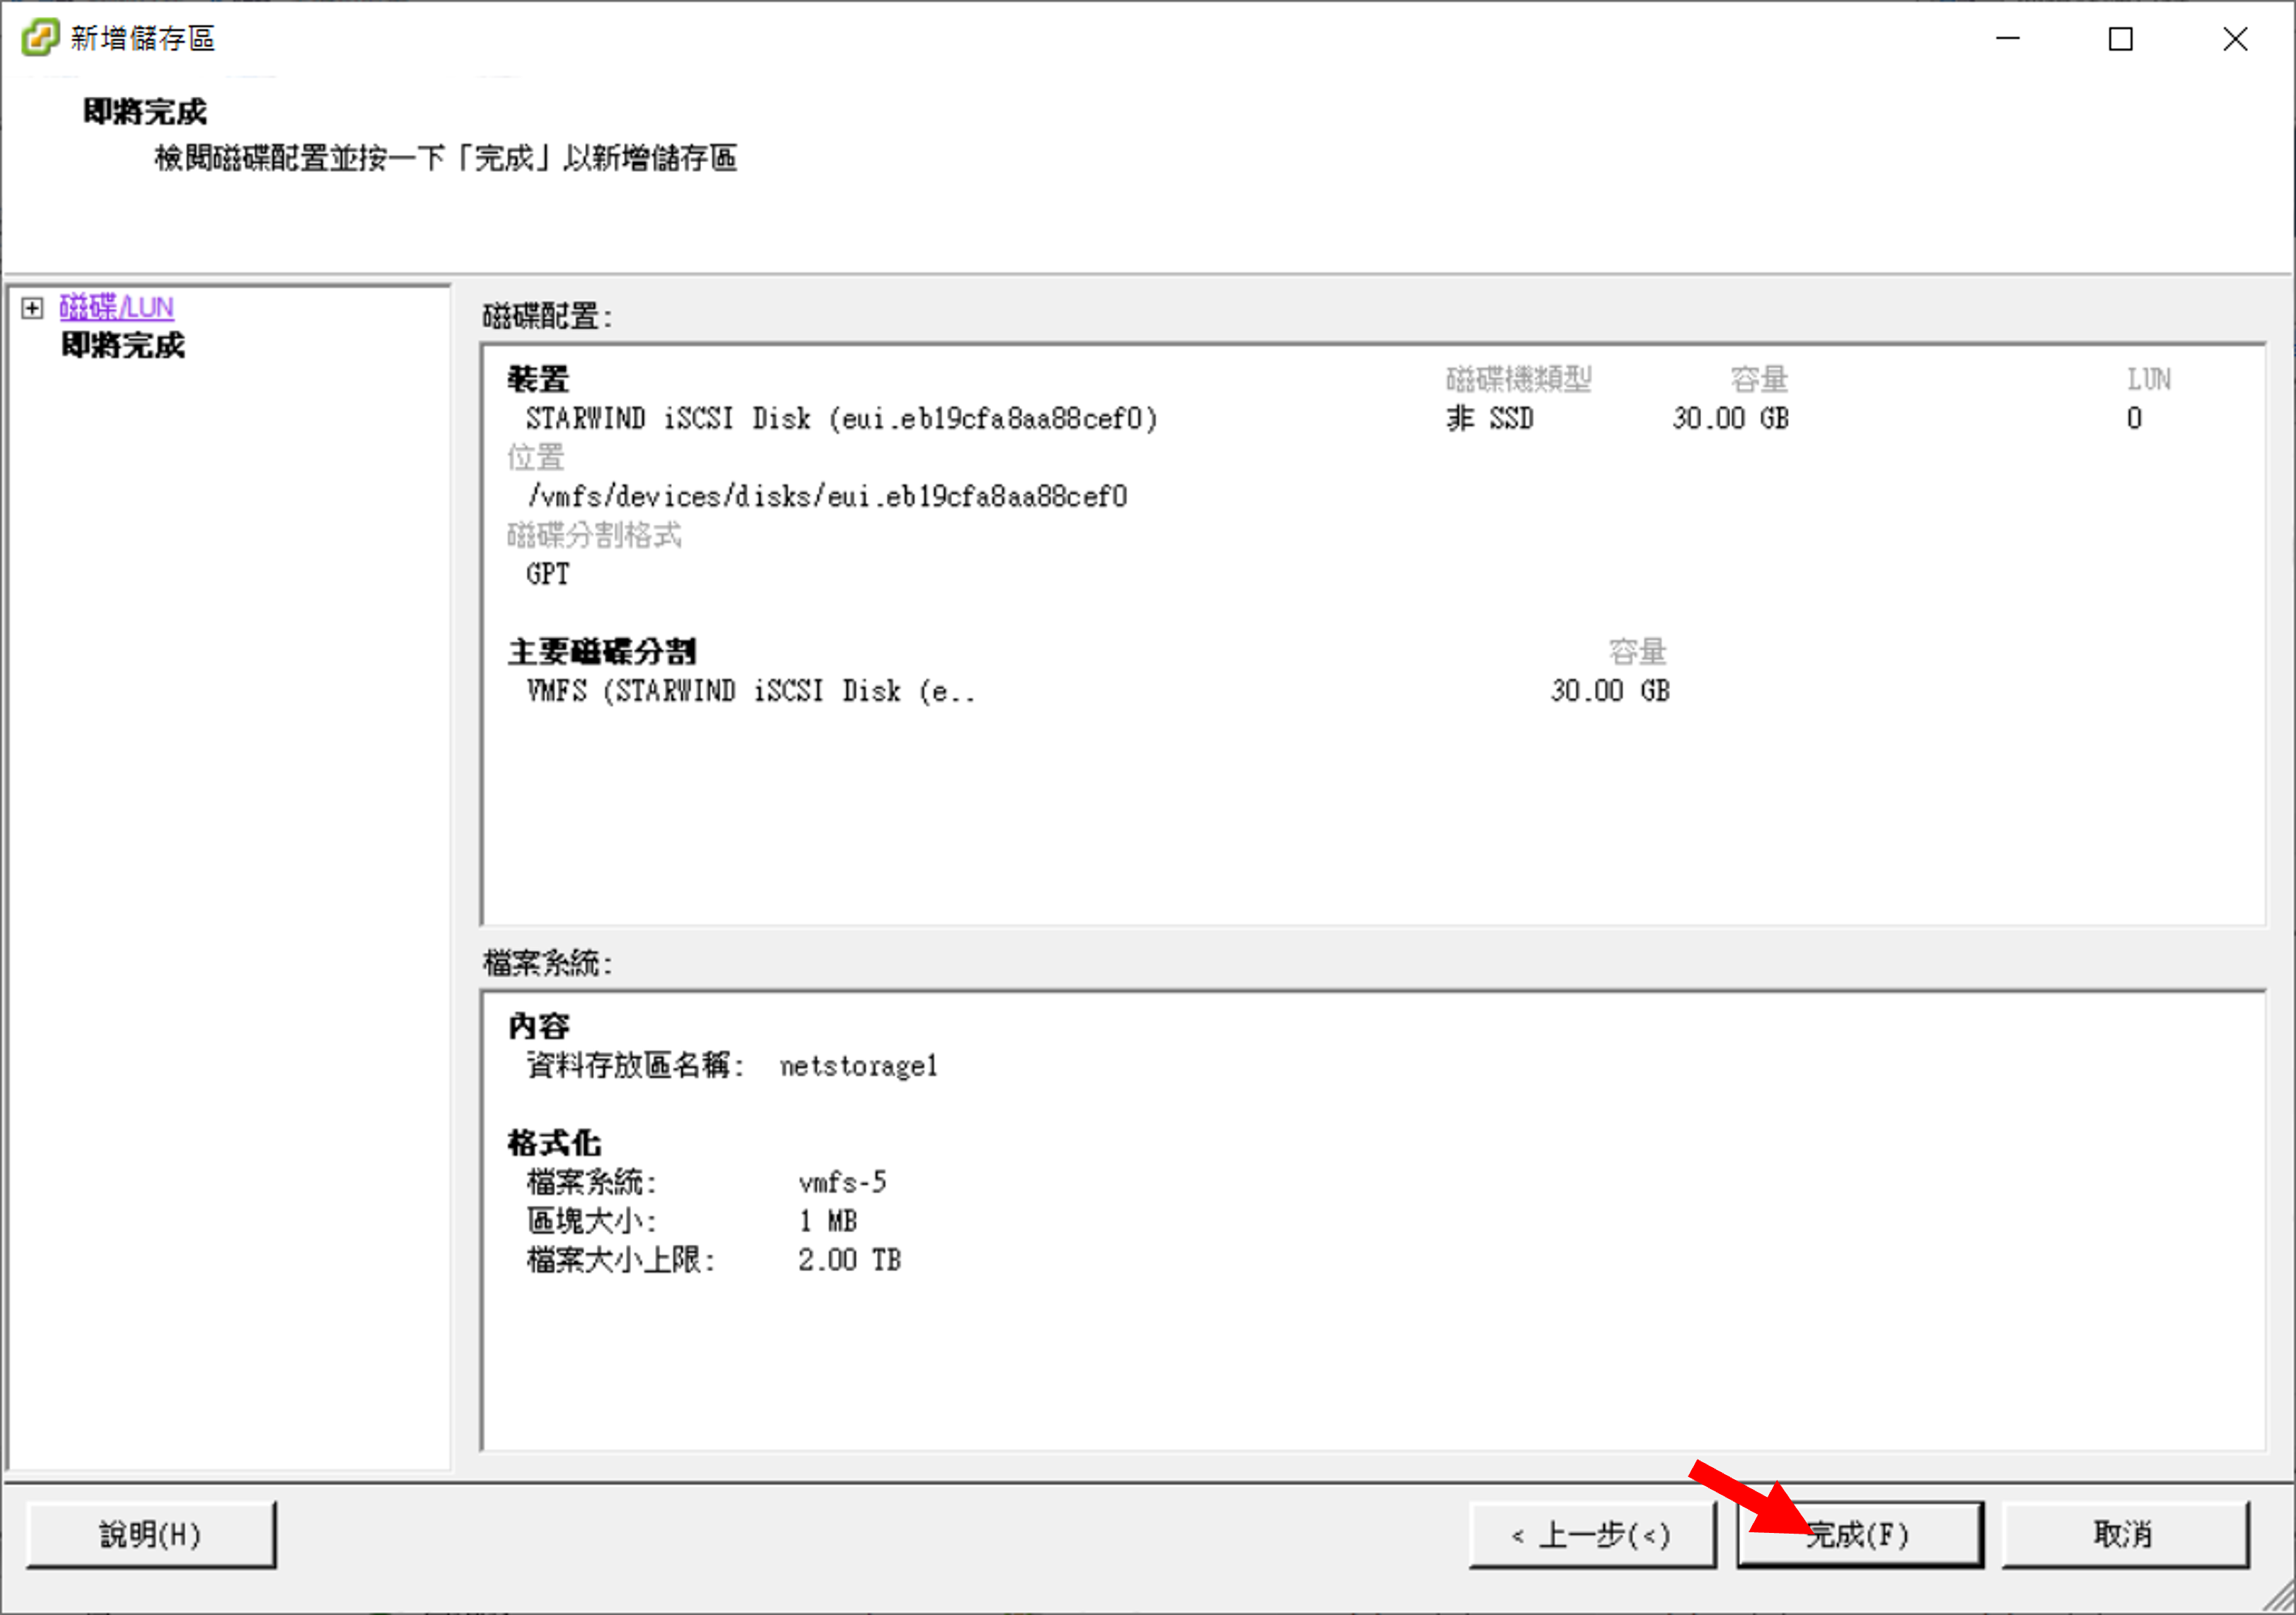 新增儲存區
即將完成
檢閱磁碟配置並按一下「完成」以新增儲存區
磁碟/LUN
即將完成
磁碟配置:
裝置 磁碟機類型 容量 LUN
STARWIND iSCSI Disk (eui.eb19cfa8aa88cef0) 非 SSD 30.00 GB 0
位置
/vmfs/devices/disks/eui.eb19cfa8aa88cef0
磁碟分割格式
GPT
主要磁碟分割 容量
VMFS (STARWIND iSCSI Disk (e.. 30.00 GB
檔案系統:
內容
資料存放區名稱: netstorage1
格式化
檔案系統: vmfs-5
區塊大小: 1 MB
檔案大小上限: 2.00 TB
說明(H) < 上一步(<) 完成(F) 取消